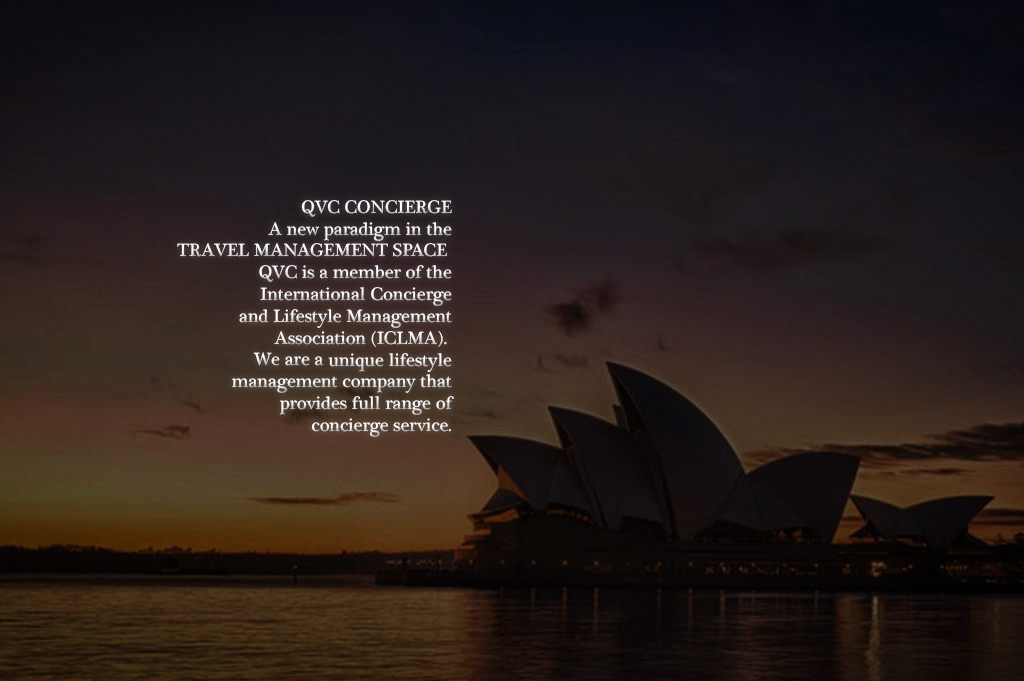 QVC CONCIERGE
A new paradigm in the
TRAVEL MANAGEMENT SPACE
QVC is a member of the
International Concierge
and Lifestyle Management
Association (ICLMA).
We are a unique lifestyle
management company that
provides full range of
concierge service.